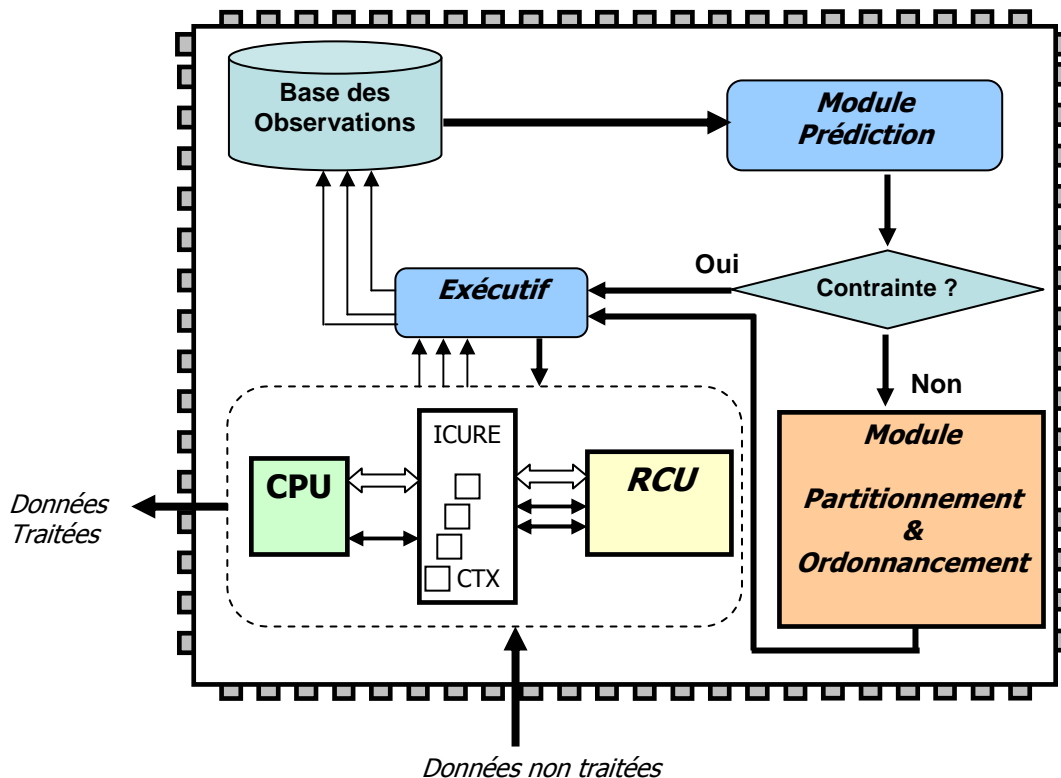 Base des
Observations
Module
Prédiction
Oui
Contrainte ?
Exécutif
Non
ICURE
CPU
RCU
CTX
Module
Partitionnement
&
Ordonnancement
Données
Traitées
Données non traitées